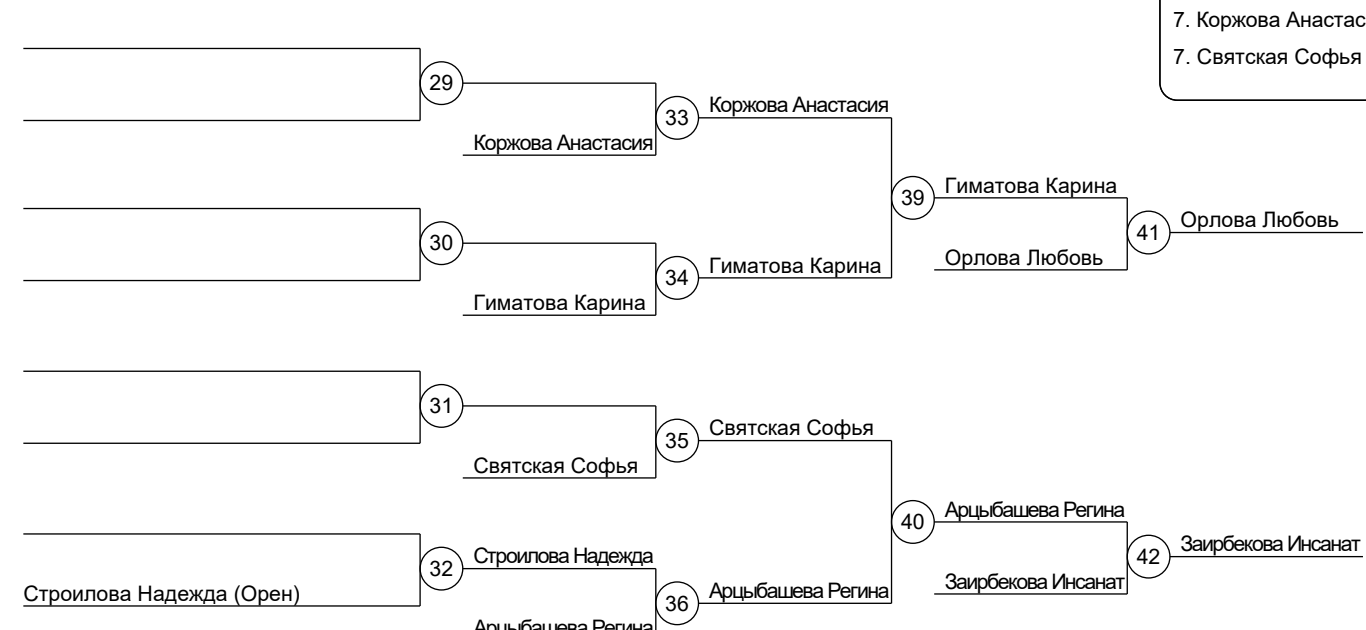 7. Коржова Анастас
7. Святская Софья
29
Коржова Анастасия
33
Коржова Анастасия
39
Гиматова Карина
41
Орлова Любовь
30
Орлова Любовь
34
Гиматова Карина
Гиматова Карина
31
35
Святская Софья
Святская Софья
40
Арцыбашева Регина
42
Заирбекова Инсанат
32
Строилова Надежда
Заирбекова Инсанат
Строилова Надежда (Орен)
36
Арцыбашева Регина
Арцыбашева Регина